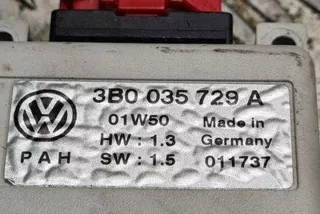 3B0 035 729 A
01W50 Made in
HW : 1.3 Germany
PAH SW : 1.5 011737